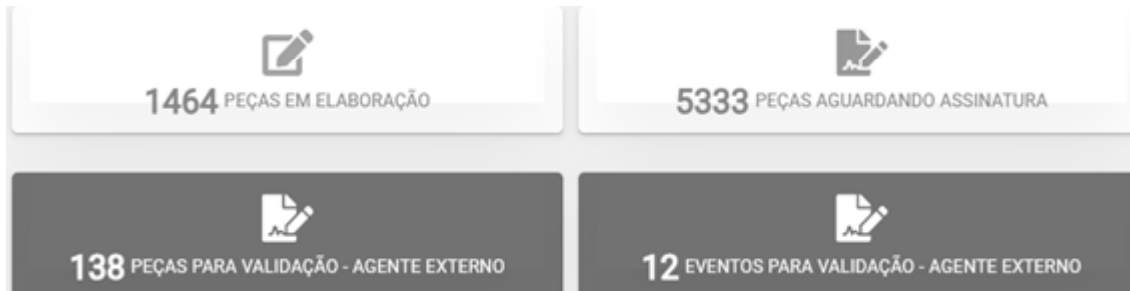 1464 PEÇAS EM ELABORAÇÃO
5333 PEÇAS AGUARDANDO ASSINATURA
138 PEÇAS PARA VALIDAÇÃO - AGENTE EXTERNO
12 EVENTOS PARA VALIDAÇÃO - AGENTE EXTERNO